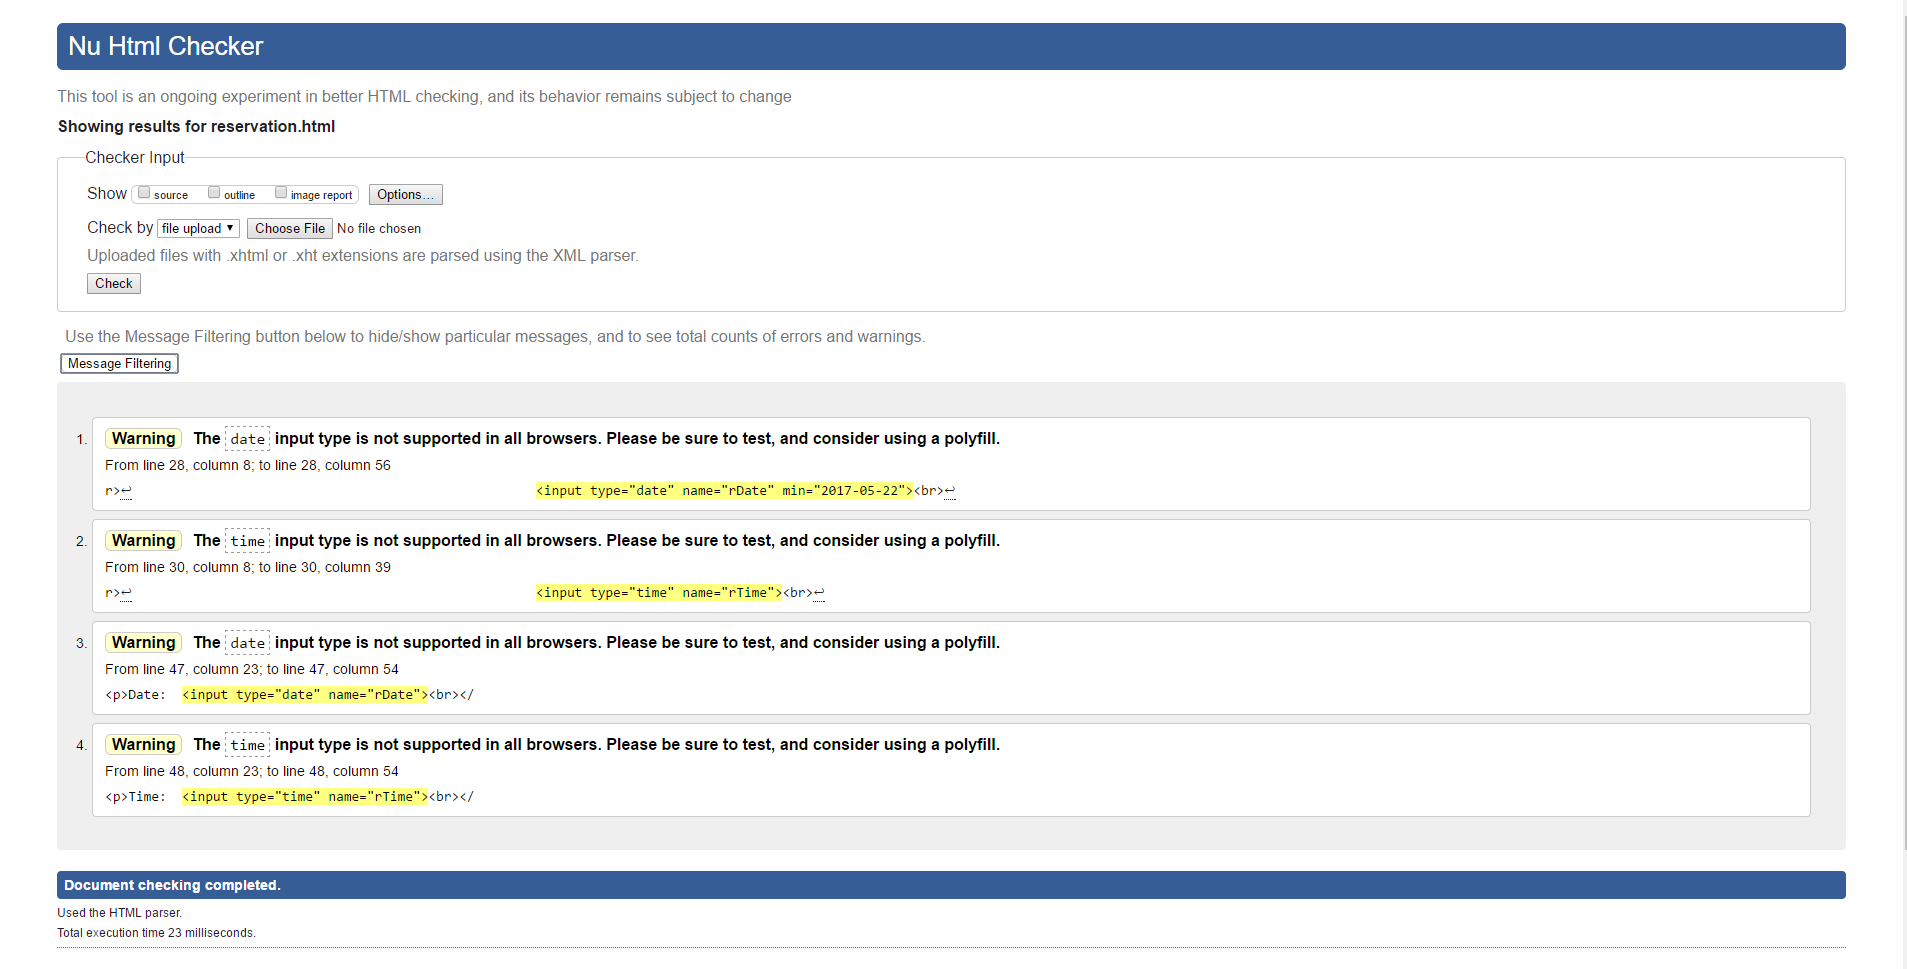 Nu Html Checker
This tool is an ongoing experiment in better HTML checking, and its behavior remains subject to change
Showing results for reservation.html
Checker Input
Show source outline image report Options...
Check by file upload ▼ Choose File No file chosen
Uploaded files with .xhtml or .xht extensions are parsed using the XML parser.
Check
Use the Message Filtering button below to hide/show particular messages, and to see total counts of errors and warnings.
Message Filtering
1. Warning The date input type is not supported in all browsers. Please be sure to test, and consider using a polyfill.
From line 28, column 8; to line 28, column 56
r>↩ <input type="date" name="rDate" min="2017-05-22"><br>↩
2. Warning The time input type is not supported in all browsers. Please be sure to test, and consider using a polyfill.
From line 30, column 8; to line 30, column 39
r>↩ <input type="time" name="rTime"><br>↩
3. Warning The date input type is not supported in all browsers. Please be sure to test, and consider using a polyfill.
From line 47, column 23; to line 47, column 54
<p>Date: <input type="date" name="rDate"><br></
4. Warning The time input type is not supported in all browsers. Please be sure to test, and consider using a polyfill.
From line 48, column 23; to line 48, column 54
<p>Time: <input type="time" name="rTime"><br></
Document checking completed.
Used the HTML parser.
Total execution time 23 milliseconds.